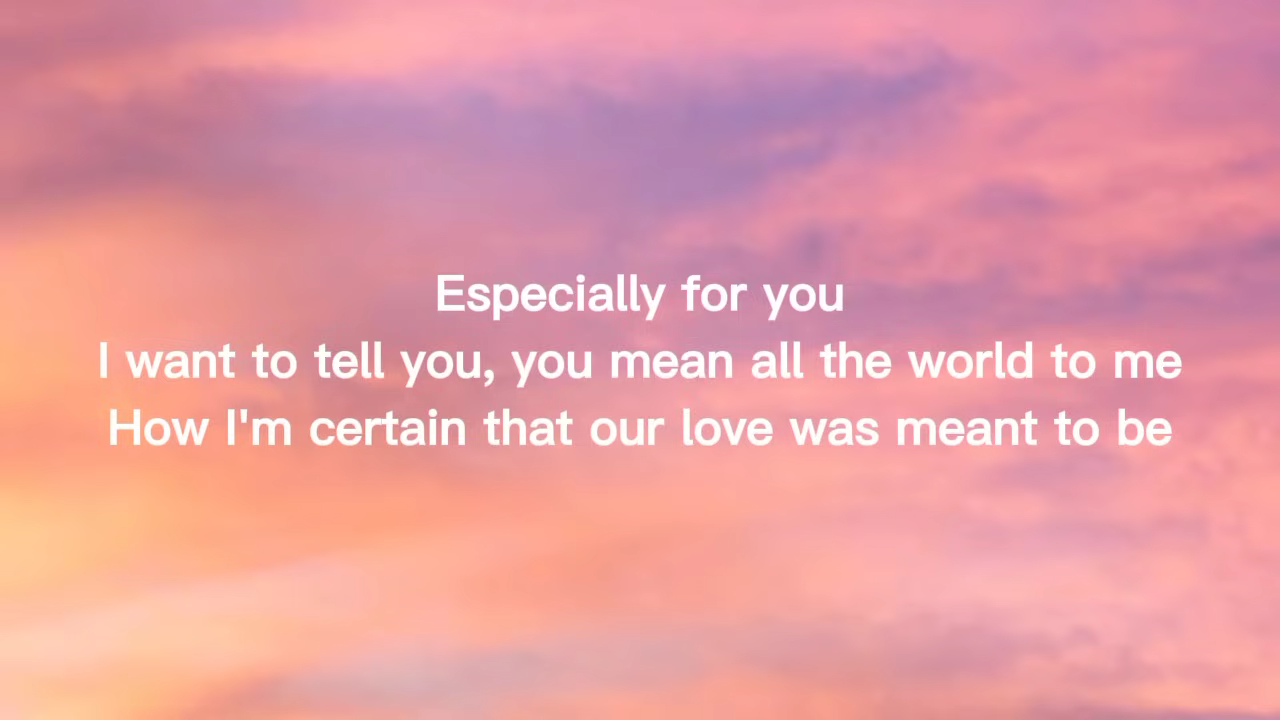 Especially for you
I want to tell you, you mean all the world to me
How I'm certain that our love was meant to be